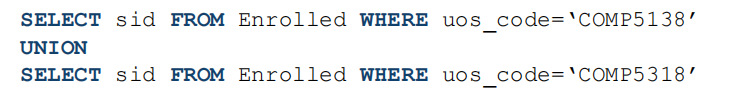 SELECT sid FROM Enrolled WHERE uos_code=‘COMP5138’
UNION
SELECT sid FROM Enrolled WHERE uos_code=‘COMP5318’